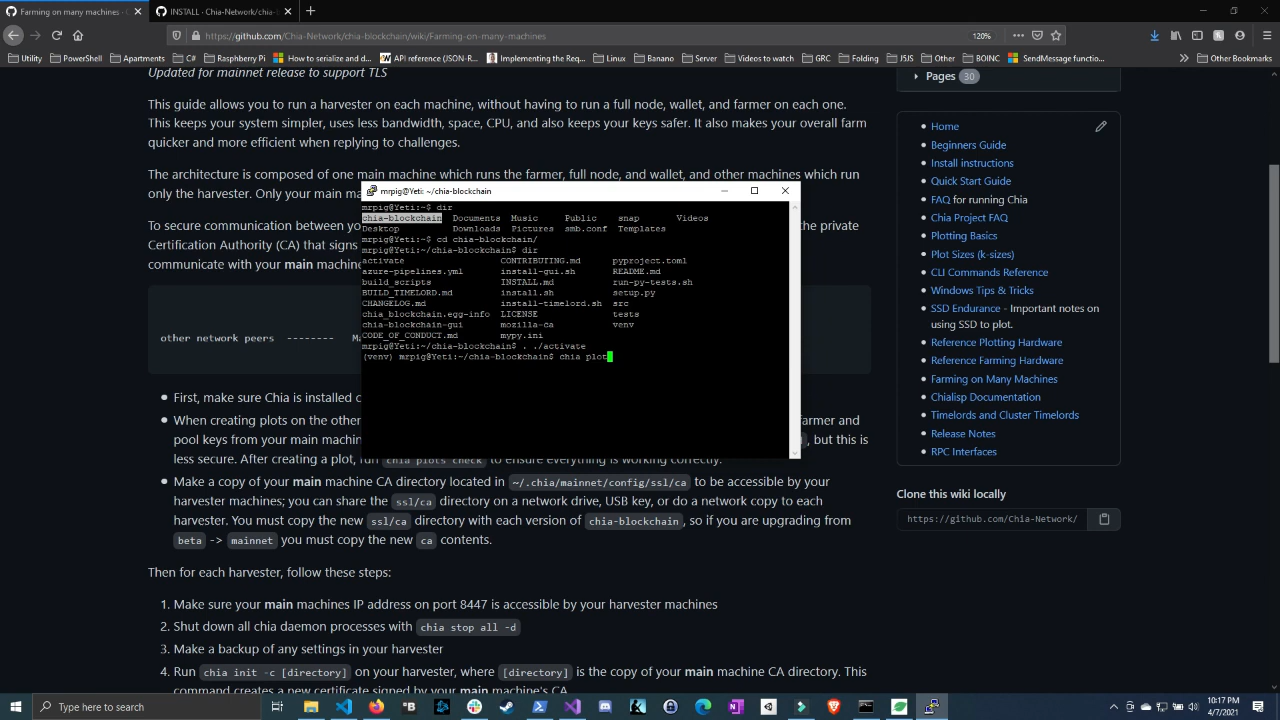 Farming on many machines · C
INSTALL · Chia-Network/chia-b
https://github.com/Chia-Network/chia-blockchain/wiki/Farming-on-many-machines
120%
Utility
PowerShell
Apartments
Craft
Raspberry Pi
How to serialize and d...
API reference (JSON-R...
Implementing the Req...
Linux
Banano
Server
Videos to watch
GRC
Folding
JSJS
Other
BOINC
SendMessage functio...
Other Bookmarks
Updated for mainnet release to support TLS
This guide allows you to run a harvester on each machine, without having to run a full node, wallet, and farmer on each one.
This keeps your system simpler, uses less bandwidth, space, CPU, and also keeps your keys safer. It also makes your overall farm
quicker and more efficient when replying to challenges.
The architecture is composed of one main machine which runs the farmer, full node, and wallet, and other machines which run
only the harvester. Only your main ma
To secure communication between yo
the private
Certification Authority (CA) that signs
communicate with your main machine
other network peers ------- Ma
First, make sure Chia is installed c
When creating plots on the other
armer and
pool keys from your main machin
, but this is
less secure. After creating a plot, run chia plots check to ensure everything is working correctly.
Make a copy of your main machine CA directory located in ~/.chia/mainnet/config/ssl/ca to be accessible by your
harvester machines; you can share the ssl/ca directory on a network drive, USB key, or do a network copy to each
harvester. You must copy the new ssl/ca directory with each version of chia-blockchain, so if you are upgrading from
beta -> mainnet you must copy the new ca contents.
Then for each harvester, follow these steps:
1. Make sure your main machines IP address on port 8447 is accessible by your harvester machines
2. Shut down all chia daemon processes with chia stop all -d
3. Make a backup of any settings in your harvester
4. Run chia init -c [directory] on your harvester, where [directory] is the copy of your main machine CA directory. This
command creates a new certificate signed by your main machine's CA
mrpig@Yeti: ~/chia-blockchain
mrpig@Yeti:~$ dir
chia-blockchain Documents Music Public snap Videos
Desktop Downloads Pictures smb.conf Templates
mrpig@Yeti:~$ cd chia-blockchain/
mrpig@Yeti:~/chia-blockchain$ dir
activate CONTRIBUTING.md pyproject.toml
azure-pipelines.yml install-gui.sh README.md
build_scripts INSTALL.md run-py-tests.sh
BUILD_TIMELORD.md install.sh setup.py
CHANGELOG.md install-timelord.sh src
chia_blockchain.egg-info LICENSE tests
chia-blockchain-gui mozilla-ca venv
CODE_OF_CONDUCT.md mypy.ini
mrpig@Yeti:~/chia-blockchain$ . ./activate
(venv) mrpig@Yeti:~/chia-blockchain$ chia plot
Pages 30
Home
Beginners Guide
Install instructions
Quick Start Guide
FAQ for running Chia
Chia Project FAQ
Plotting Basics
Plot Sizes (k-sizes)
CLI Commands Reference
Windows Tips & Tricks
SSD Endurance - Important notes on
using SSD to plot.
Reference Plotting Hardware
Reference Farming Hardware
Farming on Many Machines
Chialisp Documentation
Timelords and Cluster Timelords
Release Notes
RPC Interfaces
Clone this wiki locally
https://github.com/Chia-Network/
Type here to search
10:17 PM
4/7/2021